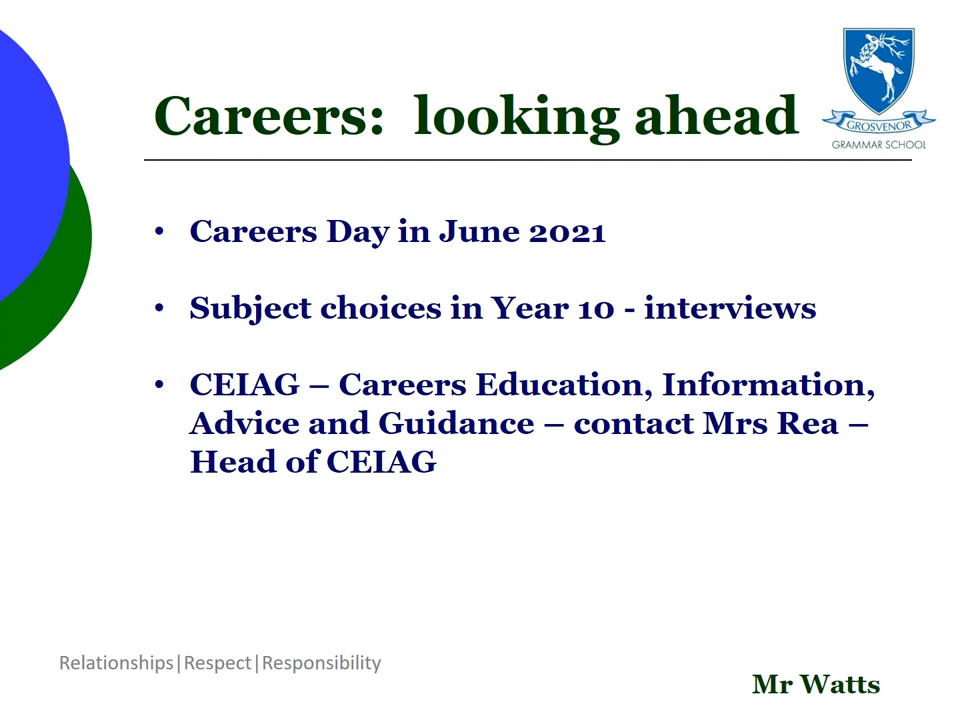 Careers: looking ahead
GROSVENOR
GRAMMAR SCHOOL
• Careers Day in June 2021
• Subject choices in Year 10 - interviews
• CEIAG – Careers Education, Information,
Advice and Guidance – contact Mrs Rea –
Head of CEIAG
Relationships|Respect|Responsibility
Mr Watts